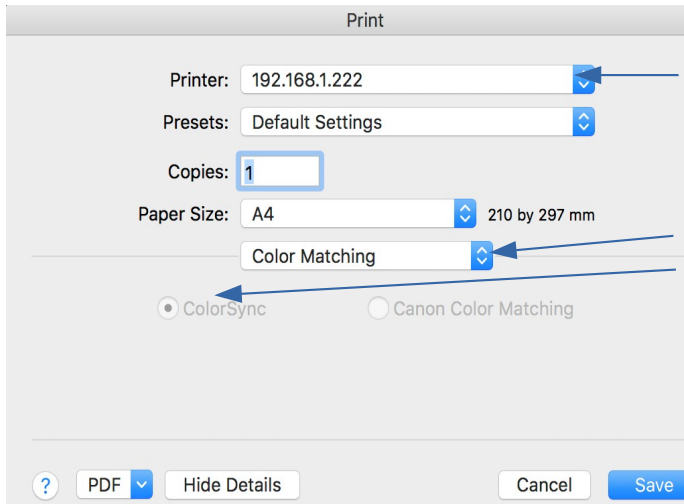 Print
Printer: 192.168.1.222
Presets: Default Settings
Copies: 1
Paper Size: A4 210 by 297 mm
Color Matching
ColorSync Canon Color Matching
? PDF Hide Details Cancel Save